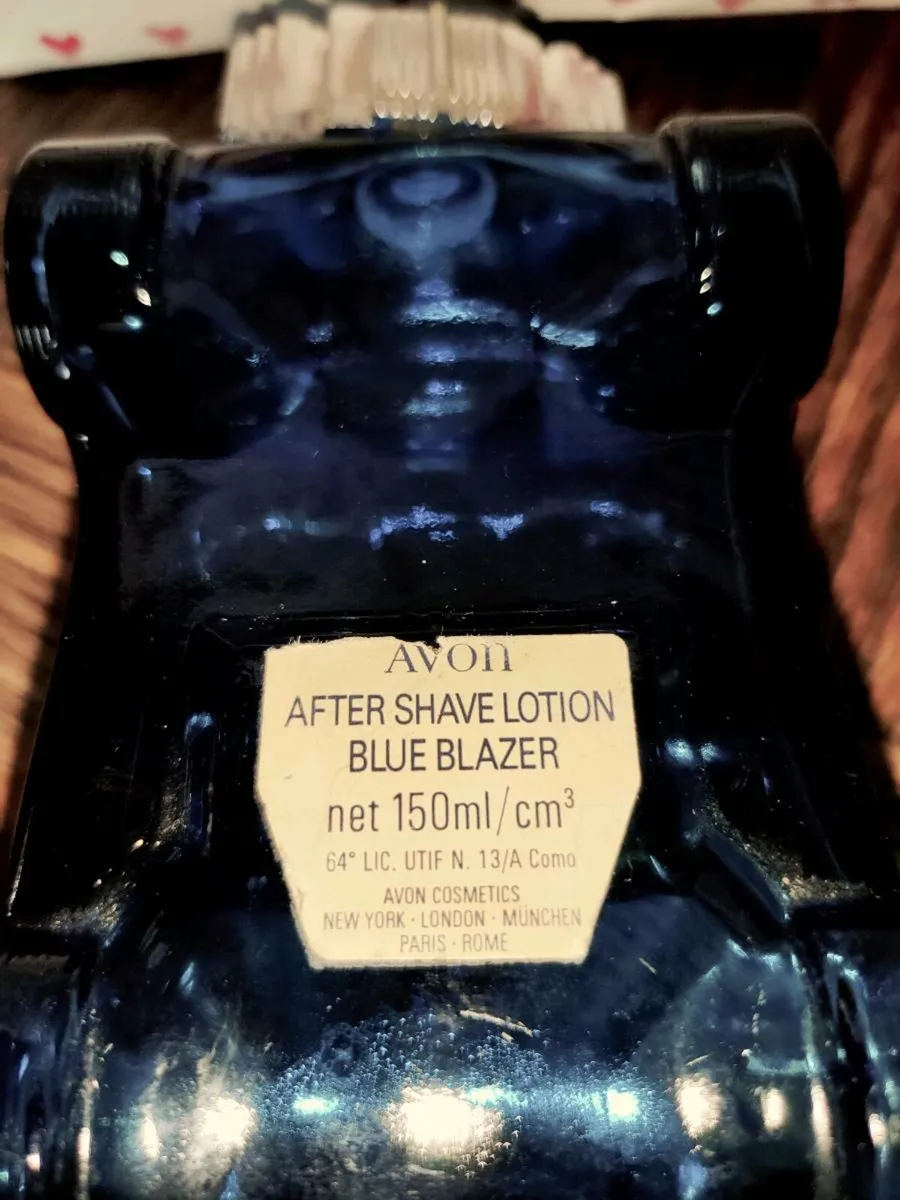 AVON
AFTER SHAVE LOTION
BLUE BLAZER
net 150ml/cm³
64° LIC. UTIF N. 13/A Como
AVON COSMETICS
NEW YORK · LONDON · MÜNCHEN
PARIS · ROME